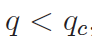 q < q_c,